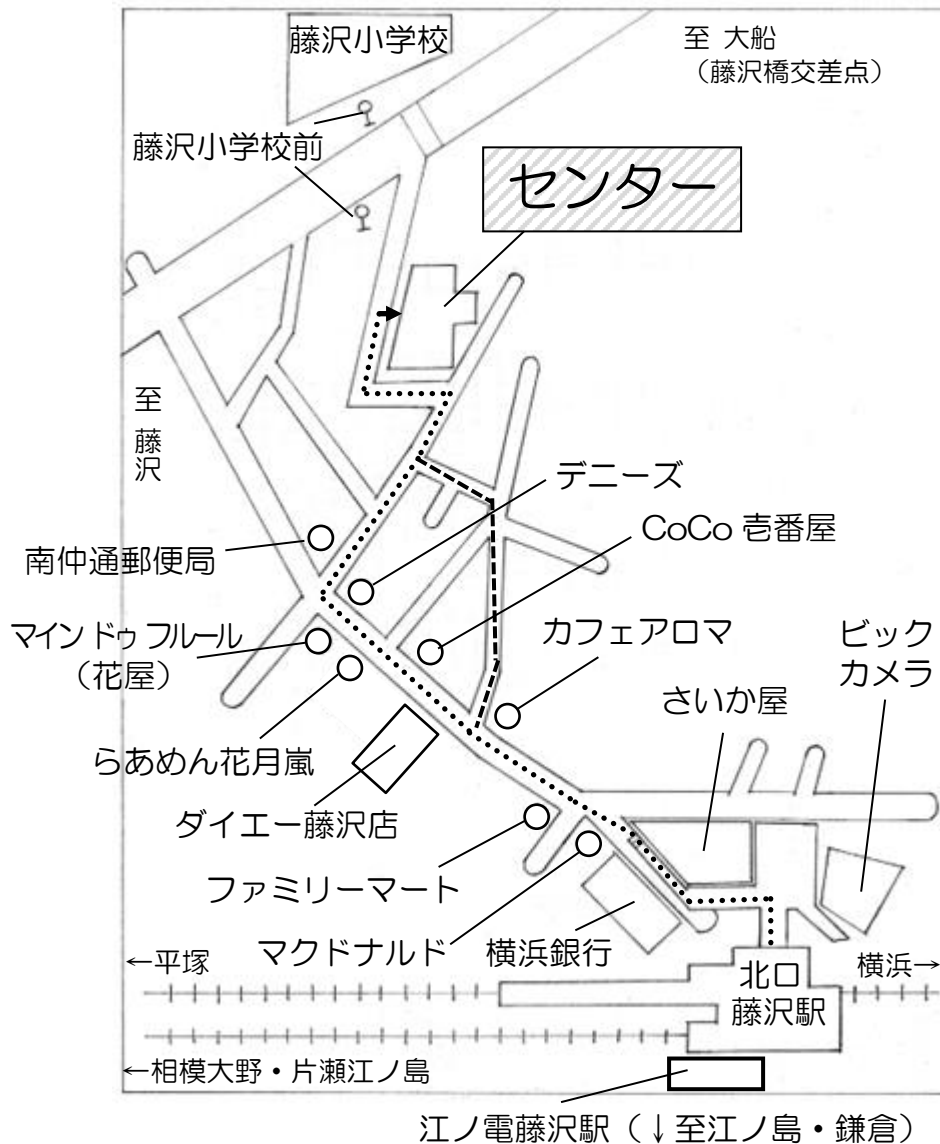 藤沢小学校
至 大船
(藤沢橋交差点)
藤沢小学校前
センター
至
藤
沢
デニーズ
CoCo 壱番屋
南仲通郵便局
マインドゥ フルール
(花屋)
カフェアロマ
ビック
カメラ
さいか屋
らあめん花月嵐
ダイエー藤沢店
ファミリーマート
マクドナルド
横浜銀行
←平塚
北口
藤沢駅
横浜→
←相模大野・片瀬江ノ島
江ノ電藤沢駅(↓至江ノ島・鎌倉)